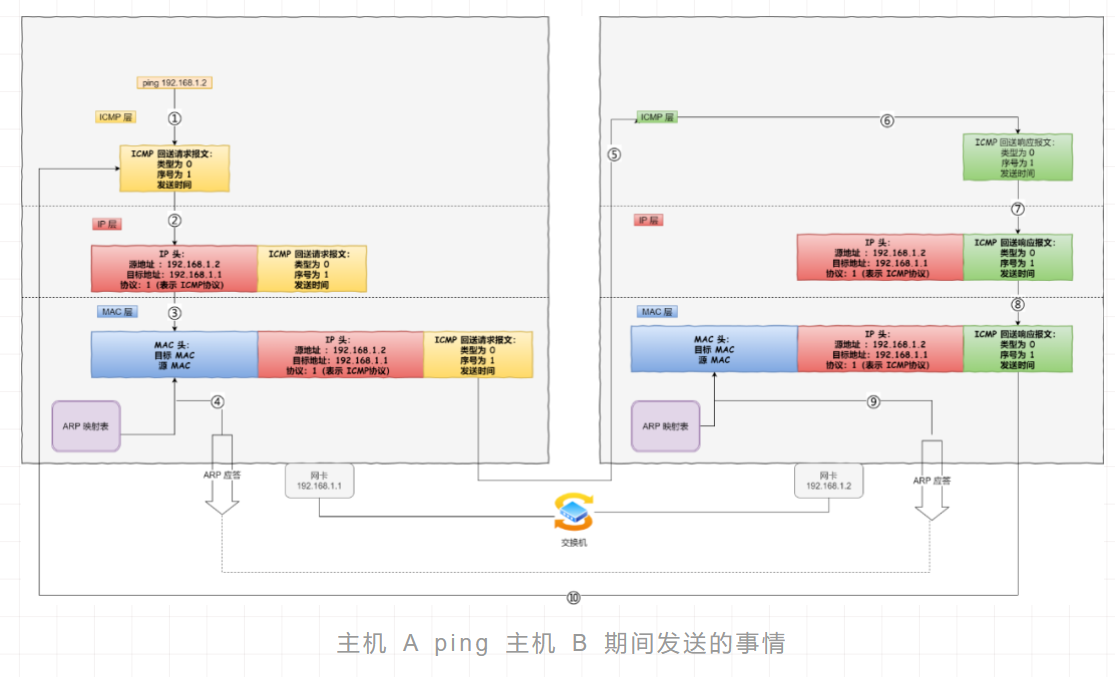 ping 192.168.1.2
ICMP 层
①
ICMP 回送请求报文:
类型为 0
序号为 1
发送时间
②
IP 层
IP 头:
源地址 : 192.168.1.2
目标地址: 192.168.1.1
协议: 1 (表示 ICMP协议)
ICMP 回送请求报文:
类型为 0
序号为 1
发送时间
MAC 层
③
MAC 头:
目标 MAC
源 MAC
IP 头:
源地址 : 192.168.1.2
目标地址: 192.168.1.1
协议: 1 (表示 ICMP协议)
ICMP 回送请求报文:
类型为 0
序号为 1
发送时间
④
ARP 映射表
ARP 应答
网卡
192.168.1.1
交换机
⑤
ICMP 层
⑥
ICMP 回送响应报文:
类型为 0
序号为 1
发送时间
⑦
IP 层
IP 头:
源地址 : 192.168.1.2
目标地址: 192.168.1.1
协议: 1 (表示 ICMP协议)
ICMP 回送响应报文:
类型为 0
序号为 1
发送时间
⑧
MAC 层
MAC 头:
目标 MAC
源 MAC
IP 头:
源地址 : 192.168.1.2
目标地址: 192.168.1.1
协议: 1 (表示 ICMP协议)
ICMP 回送响应报文:
类型为 0
序号为 1
发送时间
⑨
ARP 映射表
网卡
192.168.1.2
ARP 应答
⑩
主机 A ping 主机 B 期间发送的事情